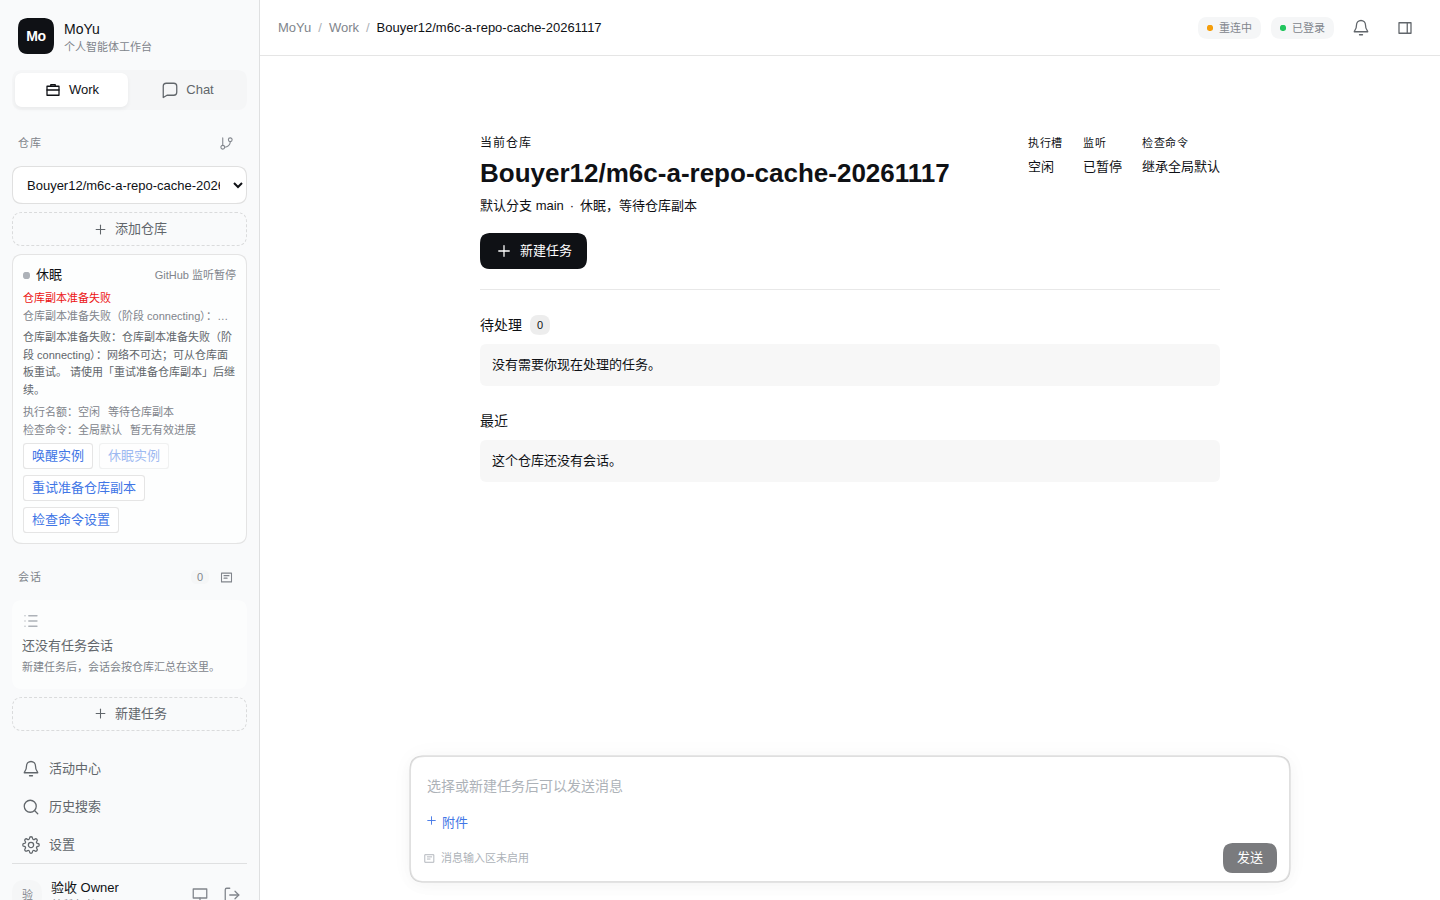 Mo
MoYu
个人智能体工作台
Work
Chat
仓库
Bouyer12/m6c-a-repo-cache-202
添加仓库
休眠
GitHub 监听暂停
仓库副本准备失败
仓库副本准备失败（阶段 connecting）：…
仓库副本准备失败：仓库副本准备失败（阶
段 connecting）：网络不可达；可从仓库面
板重试。 请使用「重试准备仓库副本」后继
续。
执行名额：空闲 等待仓库副本
检查命令：全局默认 暂无有效进展
唤醒实例
休眠实例
重试准备仓库副本
检查命令设置
会话
0
还没有任务会话
新建任务后，会话会按仓库汇总在这里。
新建任务
活动中心
历史搜索
设置
验
验收 Owner
MoYu / Work / Bouyer12/m6c-a-repo-cache-20261117
重连中
已登录
当前仓库
Bouyer12/m6c-a-repo-cache-20261117
默认分支 main · 休眠，等待仓库副本
执行槽
空闲
监听
已暂停
检查命令
继承全局默认
新建任务
待处理
0
没有需要你现在处理的任务。
最近
这个仓库还没有会话。
选择或新建任务后可以发送消息
附件
消息输入区未启用
发送